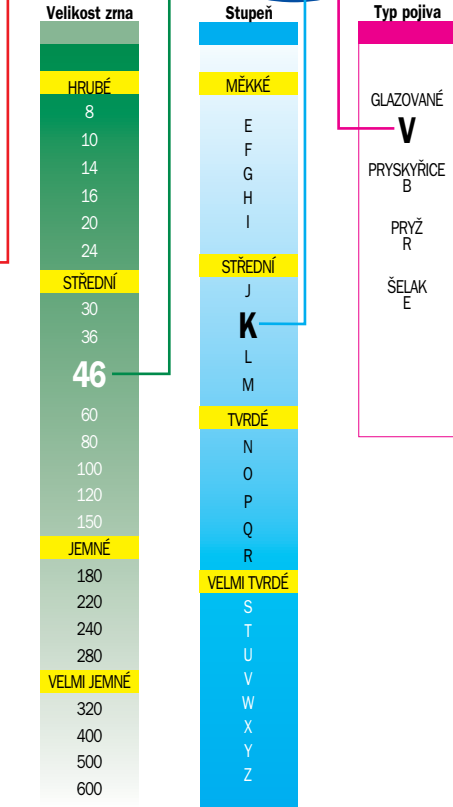 Velikost zrna
HRUBÉ
8
10
14
16
20
24
STŘEDNÍ
30
36
46
60
80
100
120
150
JEMNÉ
180
220
240
280
VELMI JEMNÉ
320
400
500
600
Stupeň
MĚKKÉ
E
F
G
H
I
STŘEDNÍ
J
K
L
M
TVRDÉ
N
O
P
Q
R
VELMI TVRDÉ
S
T
U
V
W
X
Y
Z
Typ pojiva
GLAZOVANÉ
V
PRYSKYŘICE
B
PRYŽ
R
ŠELAK
E